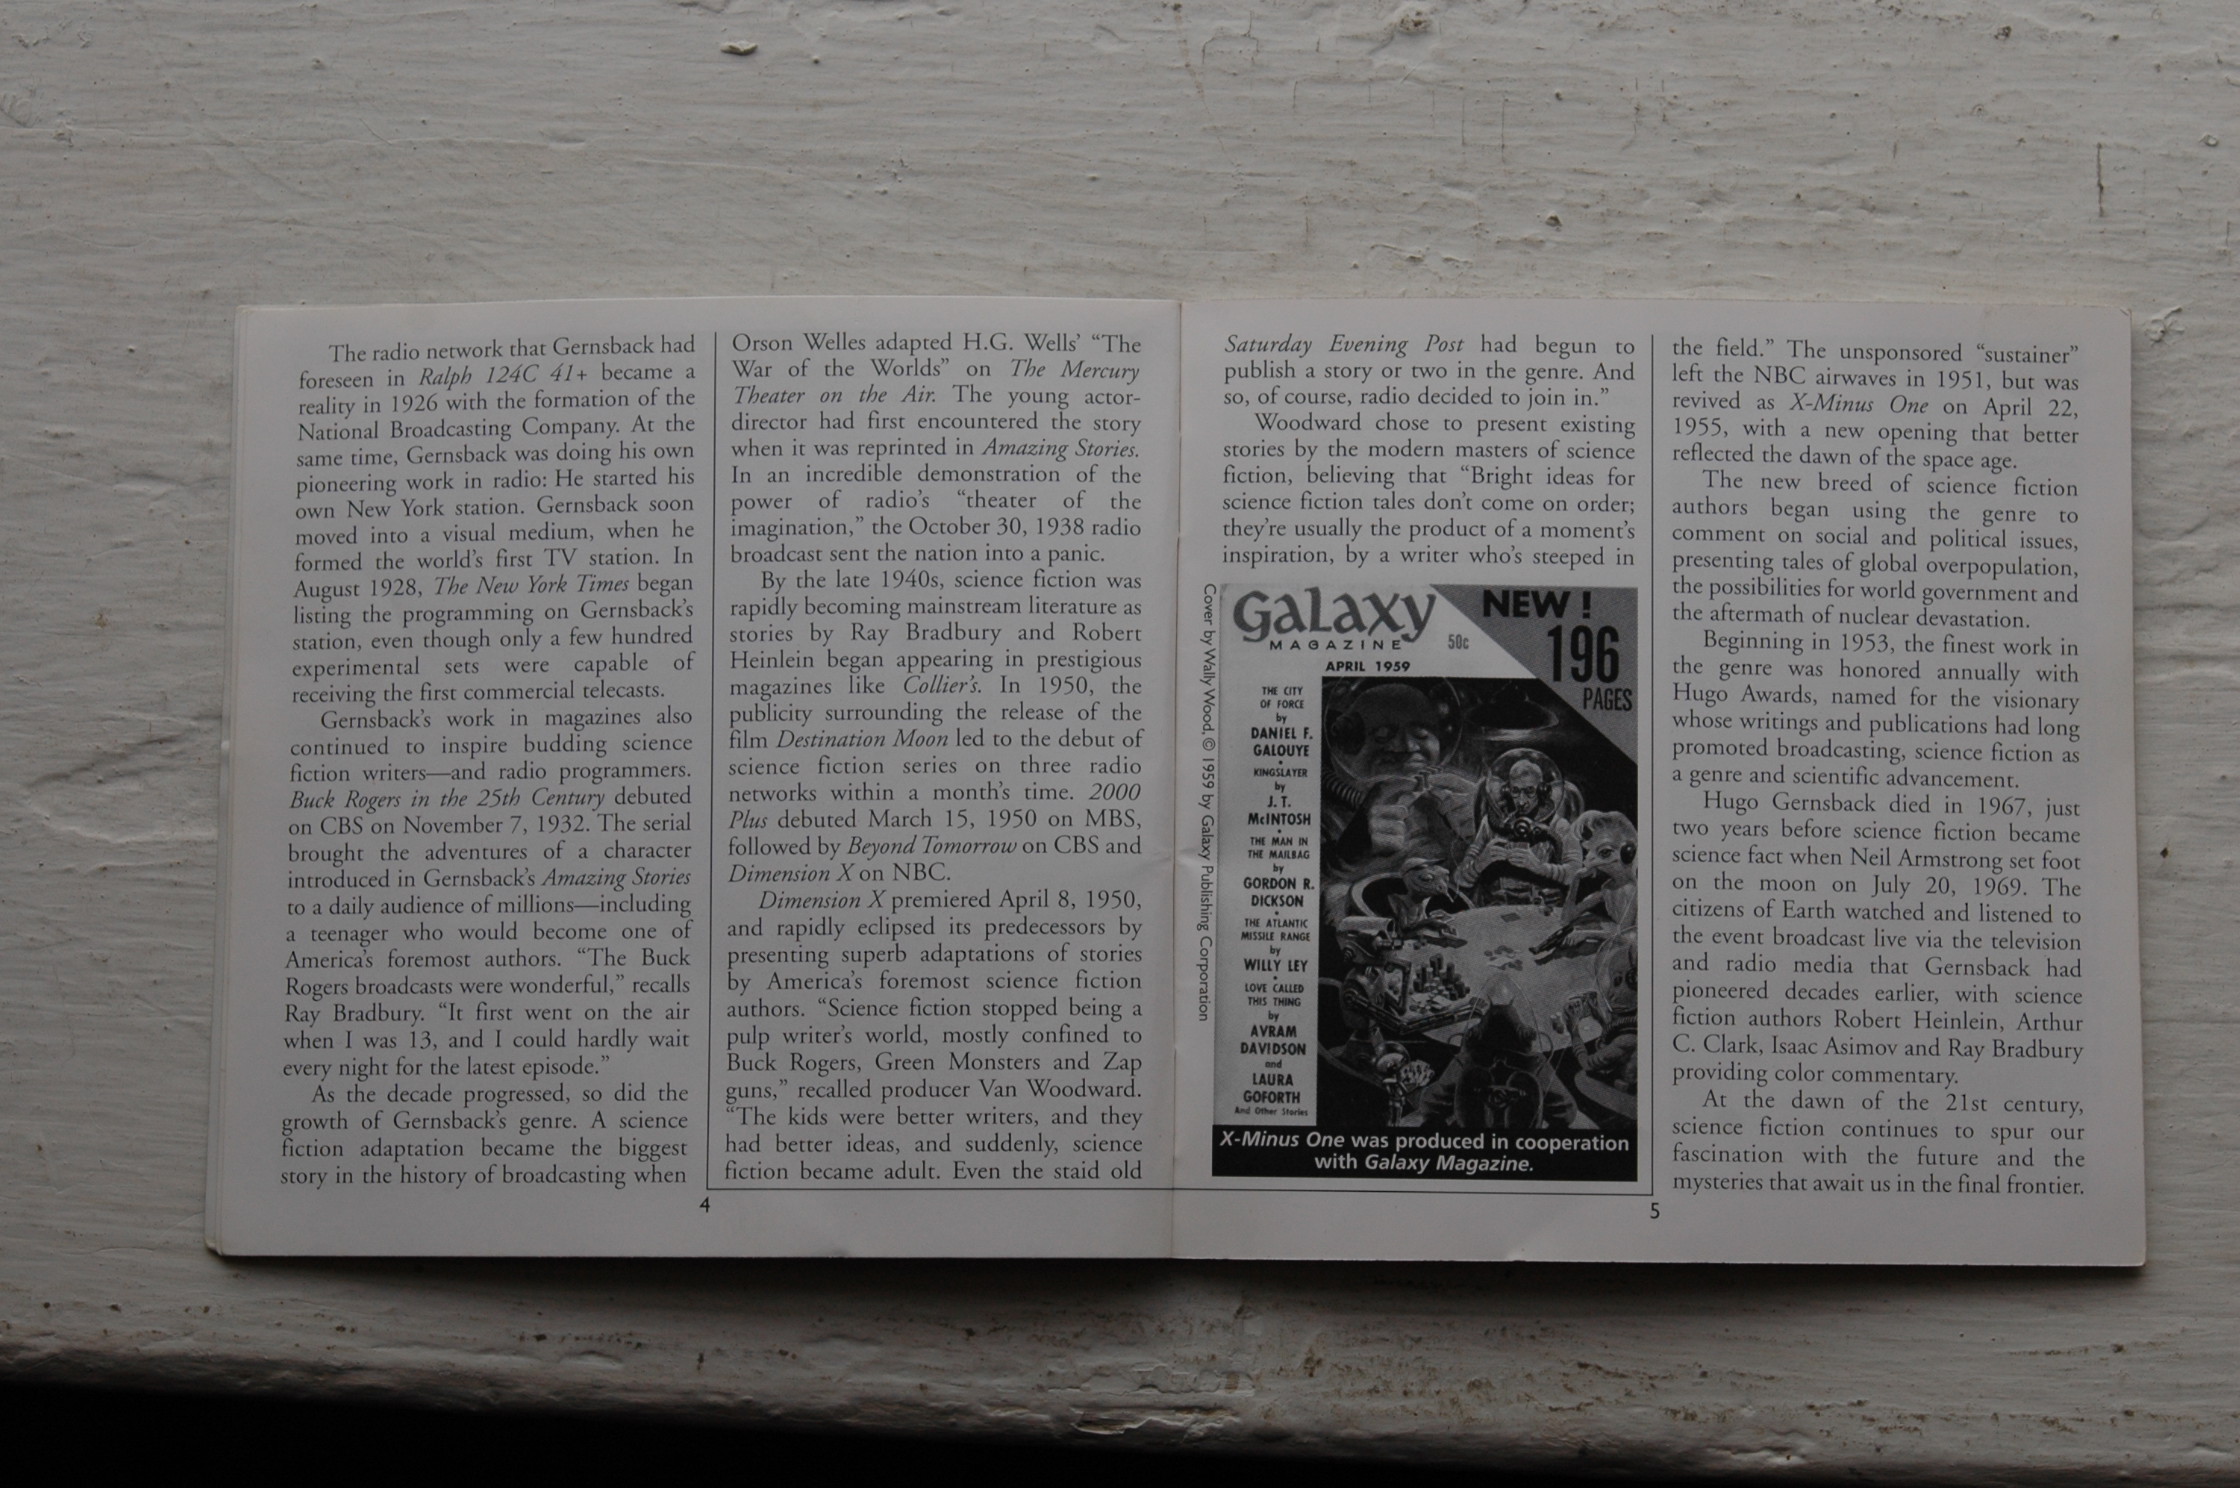 The radio network that Gernsback had
foreseen in Ralph 124C 41+ became a
reality in 1926 with the formation of the
National Broadcasting Company. At the
same time, Gernsback was doing his own
pioneering work in radio: He started his
own New York station. Gernsback soon
moved into a visual medium, when he
formed the world's first TV station. In
August 1928, The New York Times began
listing the programming on Gernsback's
station, even though only a few hundred
experimental sets were capable of
receiving the first commercial telecasts.
Gernsback's work in magazines also
continued to inspire budding science
fiction writers—and radio programmers.
Buck Rogers in the 25th Century debuted
on CBS on November 7, 1932. The serial
brought the adventures of a character
introduced in Gernsback's Amazing Stories
to a daily audience of millions—including
a teenager who would become one of
America's foremost authors. “The Buck
Rogers broadcasts were wonderful,” recalls
Ray Bradbury. “It first went on the air
when I was 13, and I could hardly wait
every night for the latest episode.”
As the decade progressed, so did the
growth of Gernsback's genre. A science
fiction adaptation became the biggest
story in the history of broadcasting when
Orson Welles adapted H.G. Wells' “The
War of the Worlds” on The Mercury
Theater on the Air. The young actor-
director had first encountered the story
when it was reprinted in Amazing Stories.
In an incredible demonstration of the
power of radio's “theater of the
imagination,” the October 30, 1938 radio
broadcast sent the nation into a panic.
By the late 1940s, science fiction was
rapidly becoming mainstream literature as
stories by Ray Bradbury and Robert
Heinlein began appearing in prestigious
magazines like Collier's. In 1950, the
publicity surrounding the release of the
film Destination Moon led to the debut of
science fiction series on three radio
networks within a month's time. 2000
Plus debuted March 15, 1950 on MBS,
followed by Beyond Tomorrow on CBS and
Dimension X on NBC.
Dimension X premiered April 8, 1950,
and rapidly eclipsed its predecessors by
presenting superb adaptations of stories
by America's foremost science fiction
authors. “Science fiction stopped being a
pulp writer's world, mostly confined to
Buck Rogers, Green Monsters and Zap
guns,” recalled producer Van Woodward.
“The kids were better writers, and they
had better ideas, and suddenly, science
fiction became adult. Even the staid old
4
Saturday Evening Post had begun to
publish a story or two in the genre. And
so, of course, radio decided to join in.”
Woodward chose to present existing
stories by the modern masters of science
fiction, believing that “Bright ideas for
science fiction tales don't come on order;
they're usually the product of a moment's
inspiration, by a writer who's steeped in
Cover by Wally Wood, © 1959 by Galaxy Publishing Corporation
Galaxy
MAGAZINE
50c
APRIL 1959
NEW!
196
PAGES
THE CITY
OF FORCE
by
DANIEL F.
GALOUYE
•
KINGSLAYER
by
J. T.
McINTOSH
•
THE MAN IN
THE MAILBAG
by
GORDON R.
DICKSON
•
THE ATLANTIC
MISSILE RANGE
by
WILLY LEY
•
LOVE CALLED
THIS THING
by
AVRAM
DAVIDSON
and
LAURA
GOFORTH
And Other Stories
X-Minus One was produced in cooperation
with Galaxy Magazine.
the field.” The unsponsored “sustainer”
left the NBC airwaves in 1951, but was
revived as X-Minus One on April 22,
1955, with a new opening that better
reflected the dawn of the space age.
The new breed of science fiction
authors began using the genre to
comment on social and political issues,
presenting tales of global overpopulation,
the possibilities for world government and
the aftermath of nuclear devastation.
Beginning in 1953, the finest work in
the genre was honored annually with
Hugo Awards, named for the visionary
whose writings and publications had long
promoted broadcasting, science fiction as
a genre and scientific advancement.
Hugo Gernsback died in 1967, just
two years before science fiction became
science fact when Neil Armstrong set foot
on the moon on July 20, 1969. The
citizens of Earth watched and listened to
the event broadcast live via the television
and radio media that Gernsback had
pioneered decades earlier, with science
fiction authors Robert Heinlein, Arthur
C. Clark, Isaac Asimov and Ray Bradbury
providing color commentary.
At the dawn of the 21st century,
science fiction continues to spur our
fascination with the future and the
mysteries that await us in the final frontier.
5